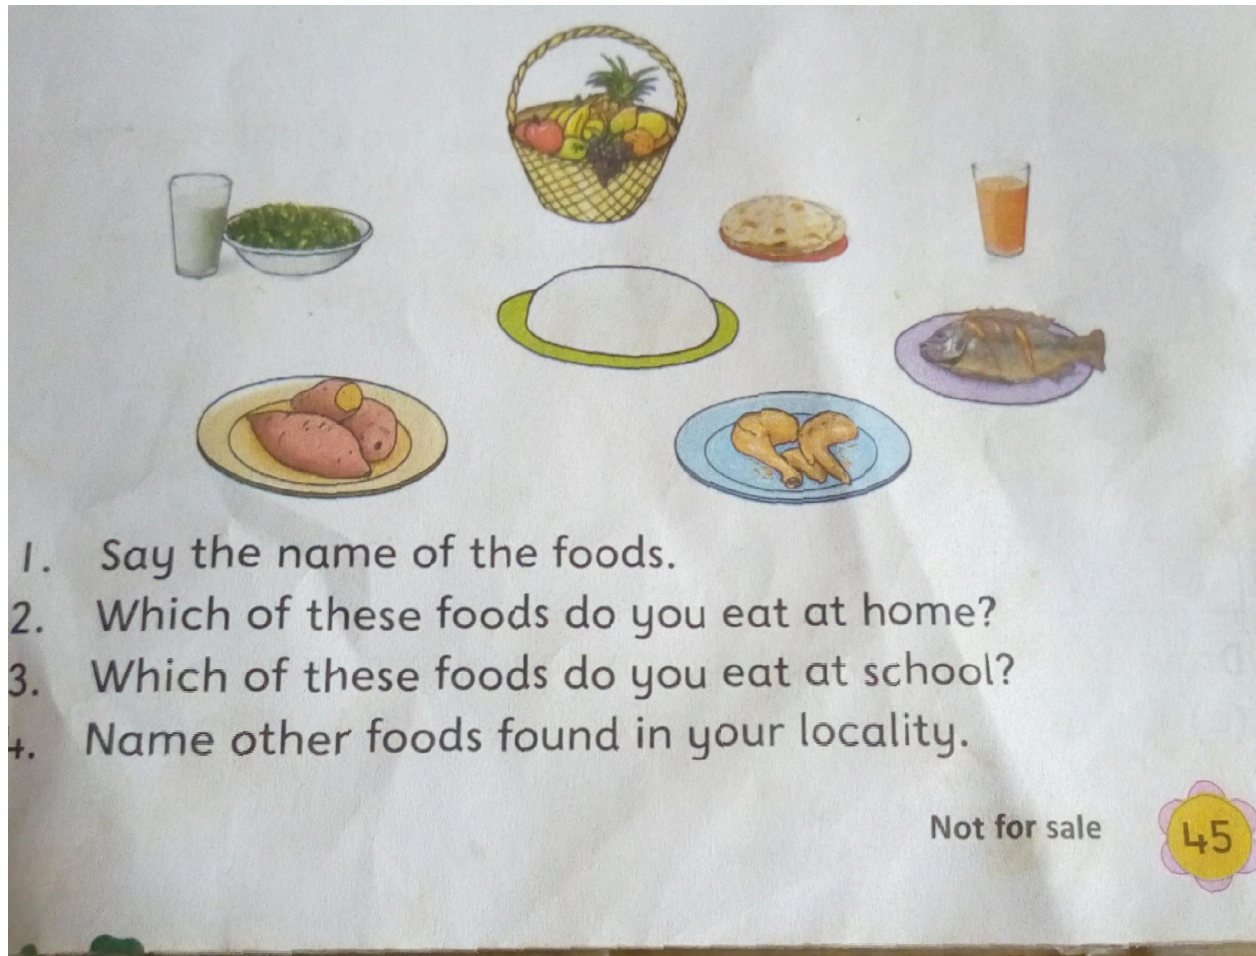 1. Say the name of the foods.
2. Which of these foods do you eat at home?
3. Which of these foods do you eat at school?
4. Name other foods found in your locality.
Not for sale
45